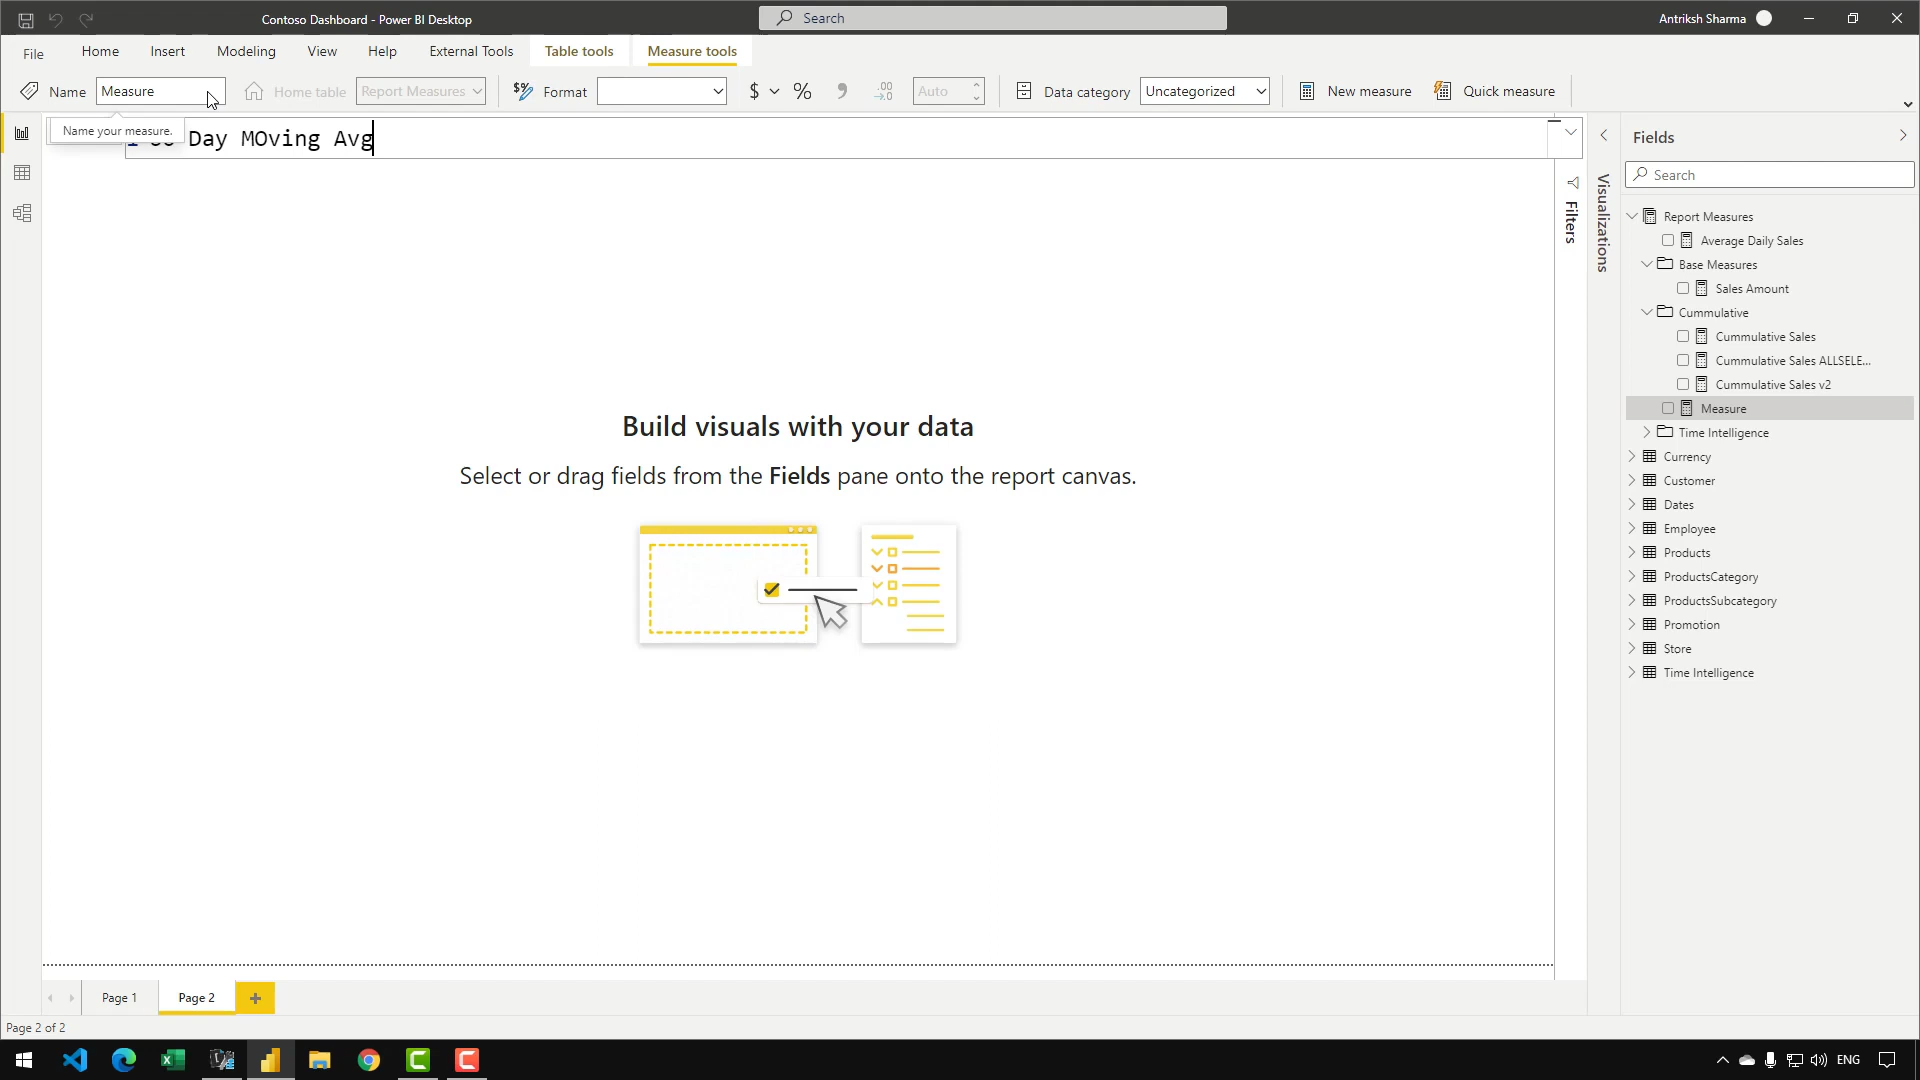 Contoso Dashboard - Power BI Desktop
Search
Antriksh Sharma
File
Home
Insert
Modeling
View
Help
External Tools
Table tools
Measure tools
Name
Measure
Home table
Report Measures
Format
$
%
Auto
Data category
Uncategorized
New measure
Quick measure
Name your measure.
Day MOving Avg
Filters
Visualizations
Fields
Search
Report Measures
Average Daily Sales
Base Measures
Sales Amount
Cummulative
Cummulative Sales
Cummulative Sales ALLSELE...
Cummulative Sales v2
Measure
Time Intelligence
Currency
Customer
Dates
Employee
Products
ProductsCategory
ProductsSubcategory
Promotion
Store
Time Intelligence
Build visuals with your data
Select or drag fields from the Fields pane onto the report canvas.
Page 1
Page 2
Page 2 of 2
ENG